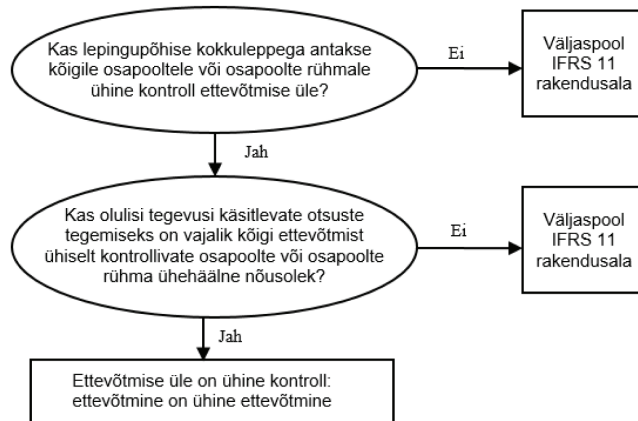 Kas lepingupõhise kokkuleppega antakse
kõigile osapooltele või osapoolte rühmale
ühine kontroll ettevõtmise üle?
Ei
Väljaspool
IFRS 11
rakendusala
Jah
Kas olulisi tegevusi käsitlevate otsuste
tegemiseks on vajalik kõigi ettevõtmist
ühiselt kontrollivate osapoolte või osapoolte
rühma ühehäälne nõusolek?
Ei
Väljaspool
IFRS 11
rakendusala
Jah
Ettevõtmise üle on ühine kontroll:
ettevõtmine on ühine ettevõtmine